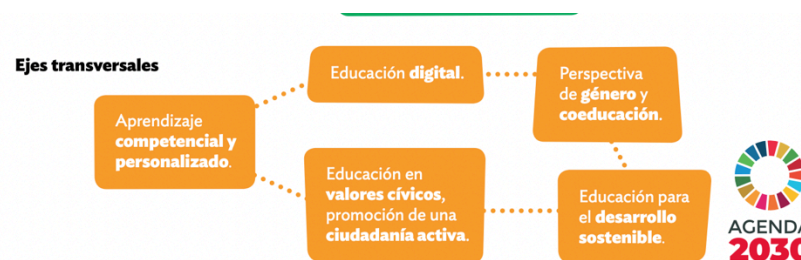 Ejes transversales
Educación digital.
Perspectiva
de género y
coeducación.
Aprendizaje
competencial y
personalizado.
Educación en
valores cívicos,
promoción de una
ciudadanía activa.
Educación para
el desarrollo
sostenible.
AGENDA
2030